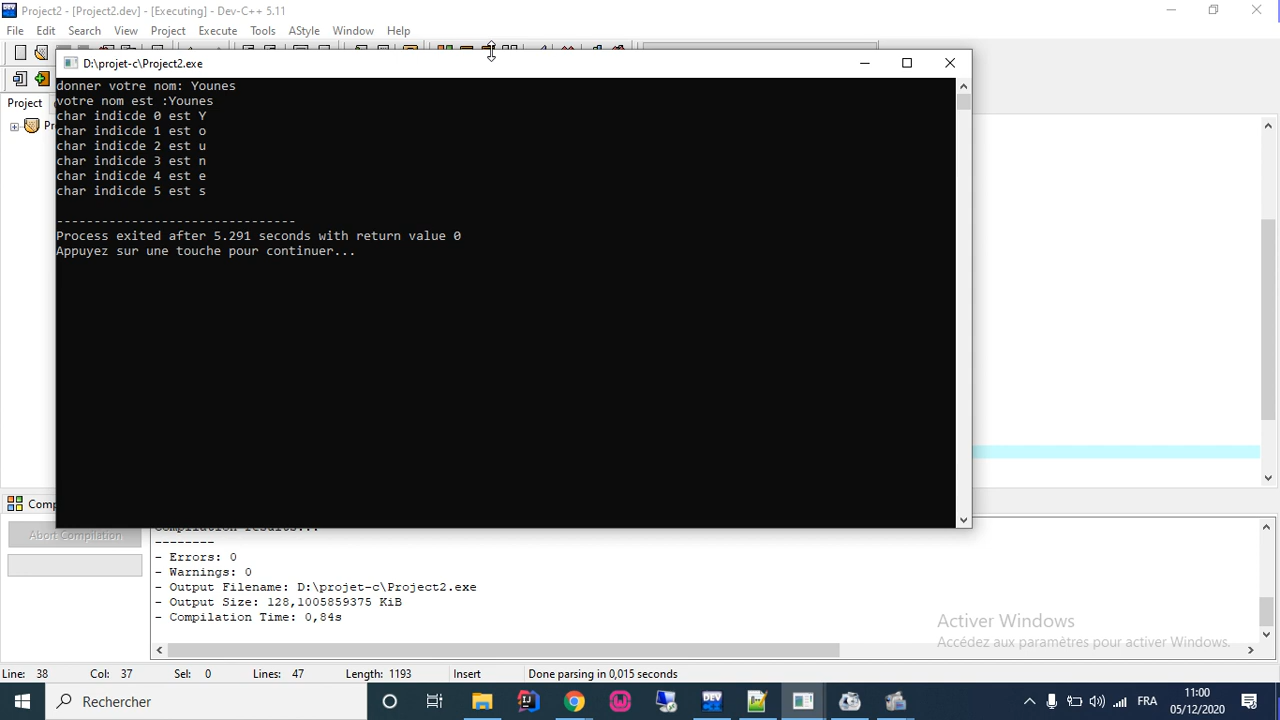 Project2 - [Project2.dev] - [Executing] - Dev-C++ 5.11
File Edit Search View Project Execute Tools AStyle Window Help
D:\projet-c\Project2.exe
donner votre nom: Younes
votre nom est :Younes
char indicde 0 est Y
char indicde 1 est o
char indicde 2 est u
char indicde 3 est n
char indicde 4 est e
char indicde 5 est s
--------------------------------
Process exited after 5.291 seconds with return value 0
Appuyez sur une touche pour continuer...
Project
Pr
Comp
Abort Compilation
Compilation results...
--------
- Errors: 0
- Warnings: 0
- Output Filename: D:\projet-c\Project2.exe
- Output Size: 128,1005859375 KiB
- Compilation Time: 0,84s
Activer Windows
Accédez aux paramètres pour activer Windows.
Line: 38 Col: 37 Sel: 0 Lines: 47 Length: 1193 Insert Done parsing in 0,015 seconds
Rechercher
FRA
11:00
05/12/2020